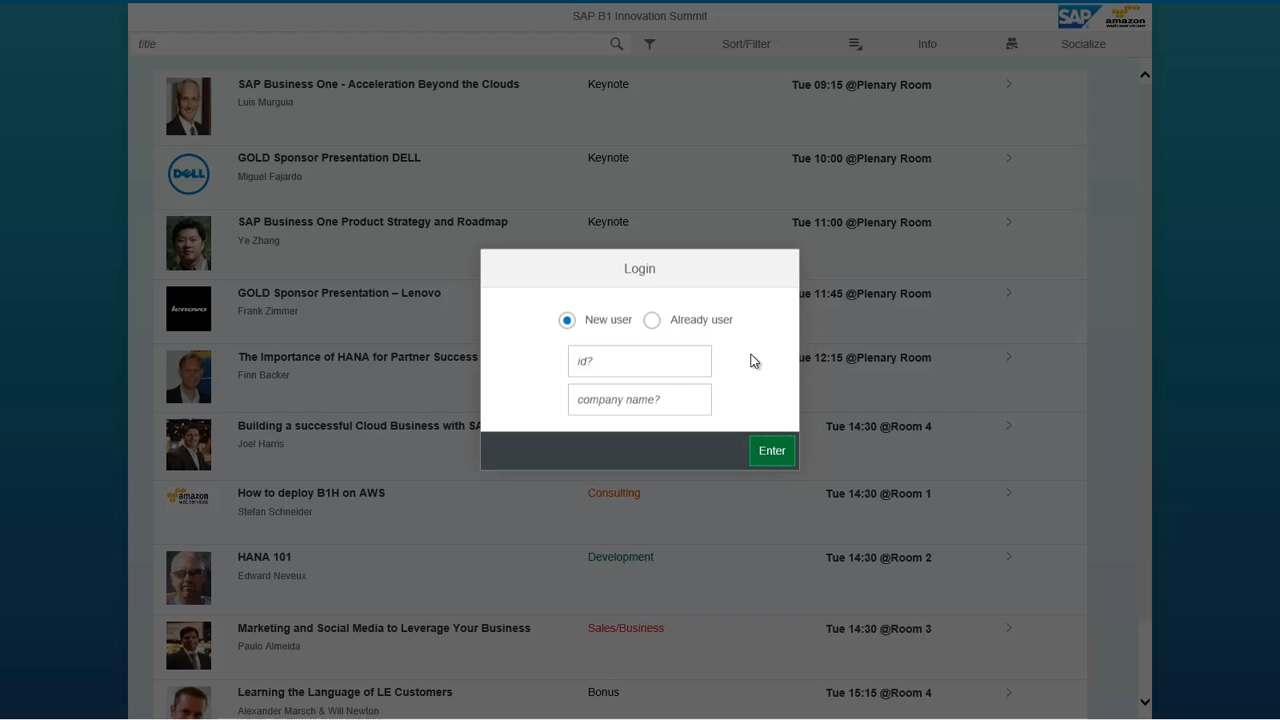 SAP B1 Innovation Summit
SAP amazon
title
Sort/Filter
Info
Socialize
SAP Business One - Acceleration Beyond the Clouds
Keynote
Tue 09:15 @Plenary Room
Luis Murguia
DELL
GOLD Sponsor Presentation DELL
Keynote
Tue 10:00 @Plenary Room
Miguel Fajardo
SAP Business One Product Strategy and Roadmap
Keynote
Tue 11:00 @Plenary Room
Ye Zhang
lenovo
GOLD Sponsor Presentation – Lenovo
11:45 @Plenary Room
Frank Zimmer
The Importance of HANA for Partner Success
ue 12:15 @Plenary Room
Finn Backer
Building a successful Cloud Business with SA
Tue 14:30 @Room 4
Joel Harris
Login
New user
Already user
id?
company name?
Enter
amazon
How to deploy B1H on AWS
Consulting
Tue 14:30 @Room 1
Stefan Schneider
HANA 101
Development
Tue 14:30 @Room 2
Edward Neveux
Marketing and Social Media to Leverage Your Business
Sales/Business
Tue 14:30 @Room 3
Paulo Almeida
Learning the Language of LE Customers
Bonus
Tue 15:15 @Room 4
Alexander Marsch & Will Newton